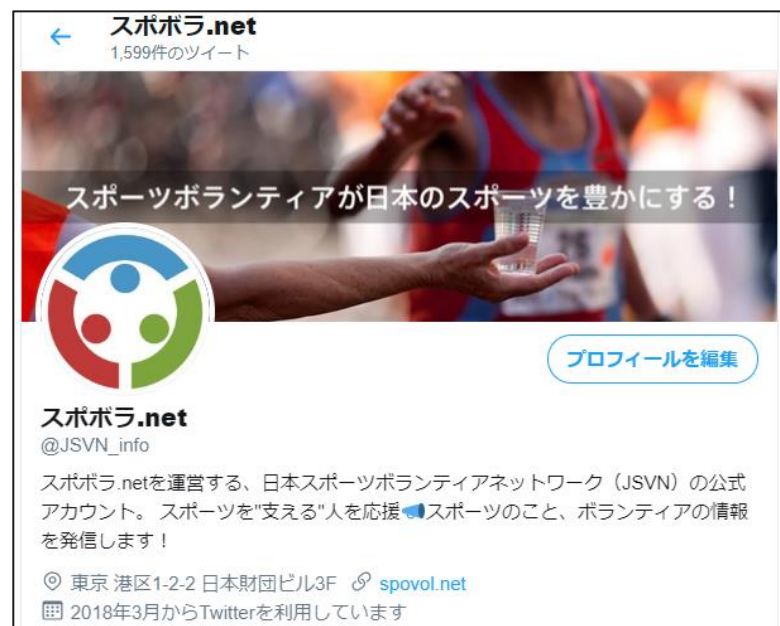 スポボラ.net
1,599件のツイート
スポーツボランティアが日本のスポーツを豊かにする！
プロフィールを編集
スポボラ.net
@JSVN_info
スポボラ.netを運営する、日本スポーツボランティアネットワーク（JSVN）の公式
アカウント。 スポーツを"支える"人を応援📣スポーツのこと、ボランティアの情報
を発信します！
東京 港区1-2-2 日本財団ビル3F spovol.net
2018年3月からTwitterを利用しています